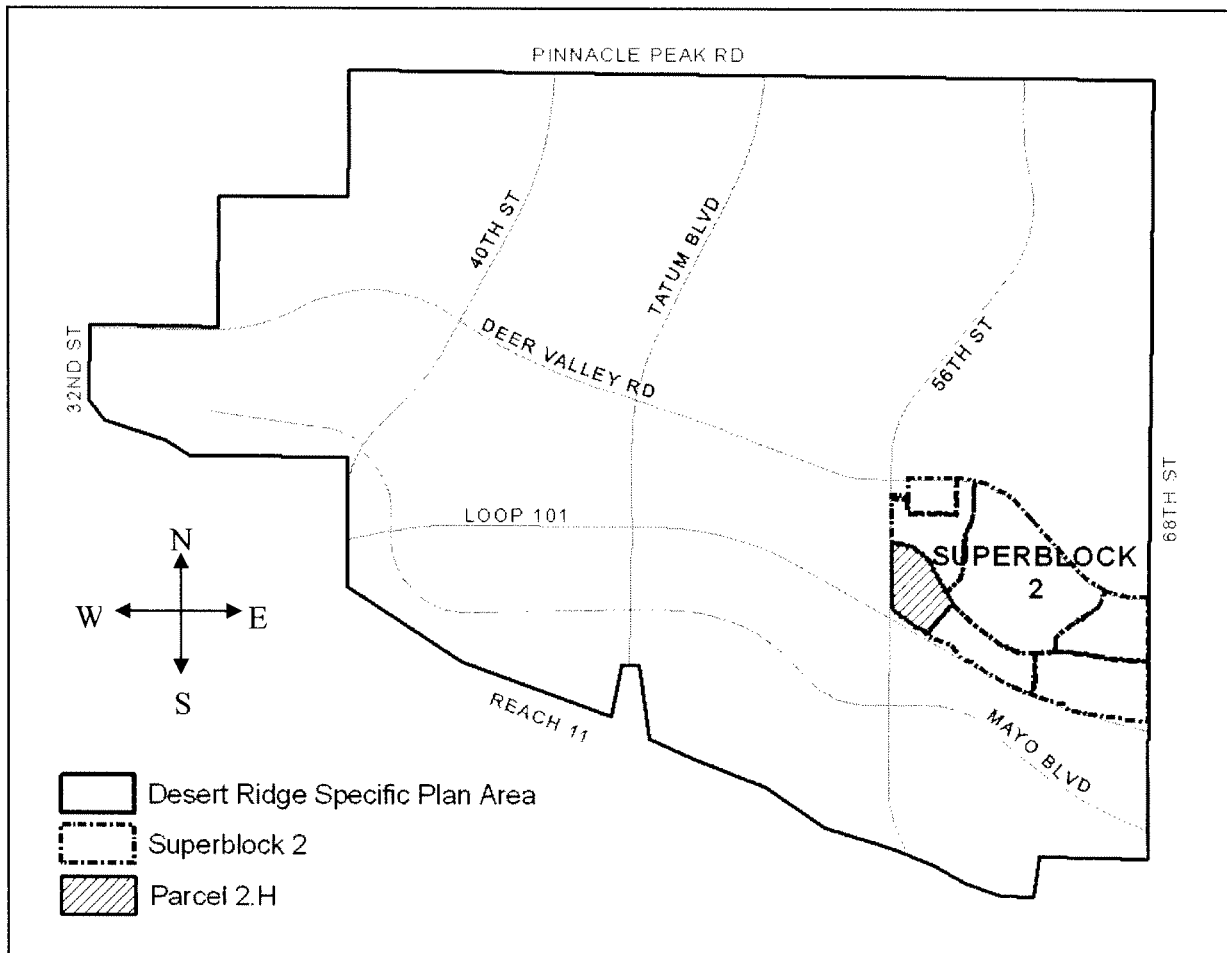 PINNACLE PEAK RD
40TH ST
TATUM BLVD
56TH ST
DEER VALLEY RD
32ND ST
68TH ST
LOOP 101
SUPERBLOCK
2
N
W
E
S
REACH 11
MAYO BLVD
Desert Ridge Specific Plan Area
Superblock 2
Parcel 2.H